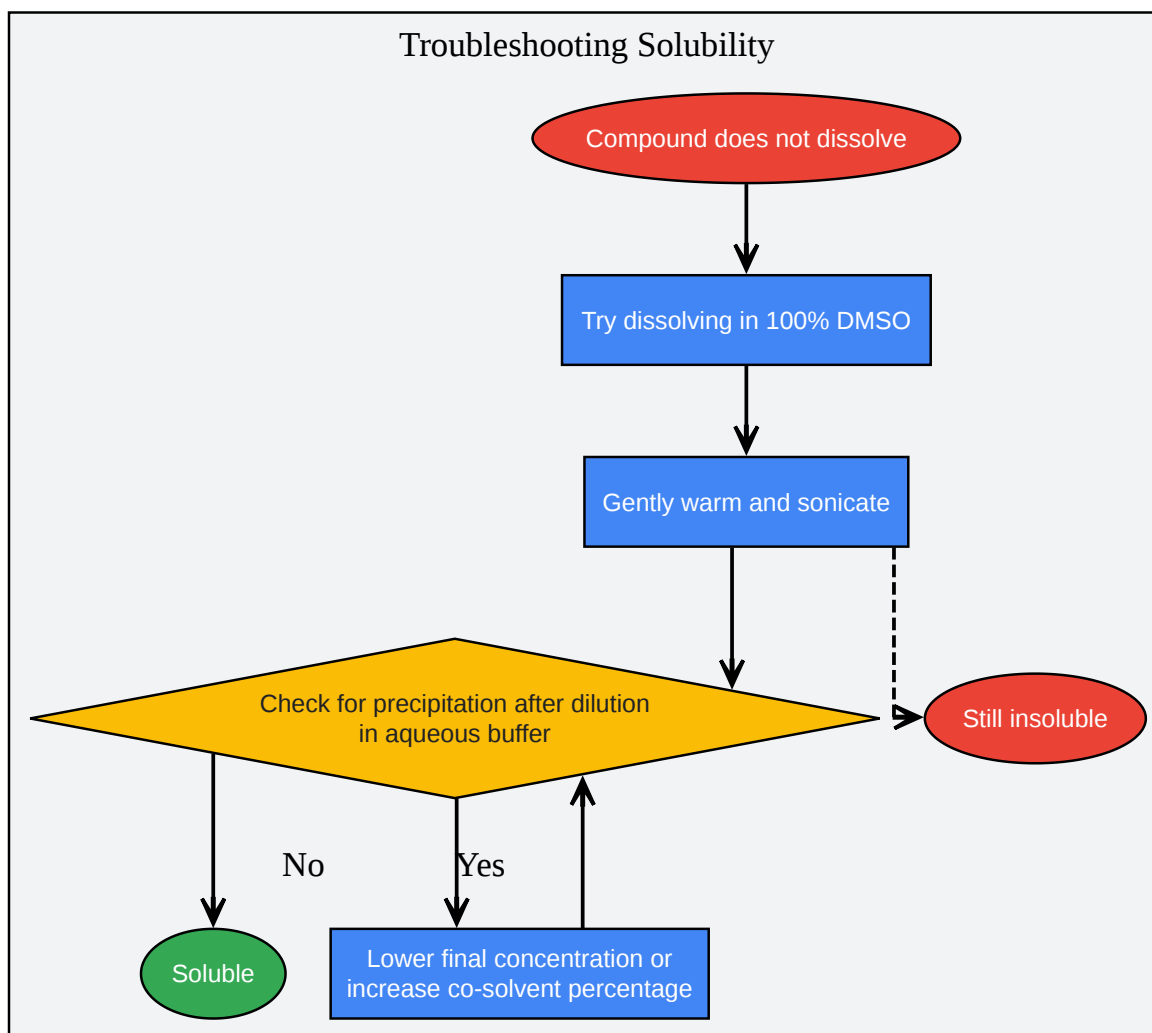 Troubleshooting Solubility
Compound does not dissolve
Try dissolving in 100% DMSO
Gently warm and sonicate
Check for precipitation after dilution
in aqueous buffer
Still insoluble
No
Yes
Soluble
Lower final concentration or
increase co-solvent percentage